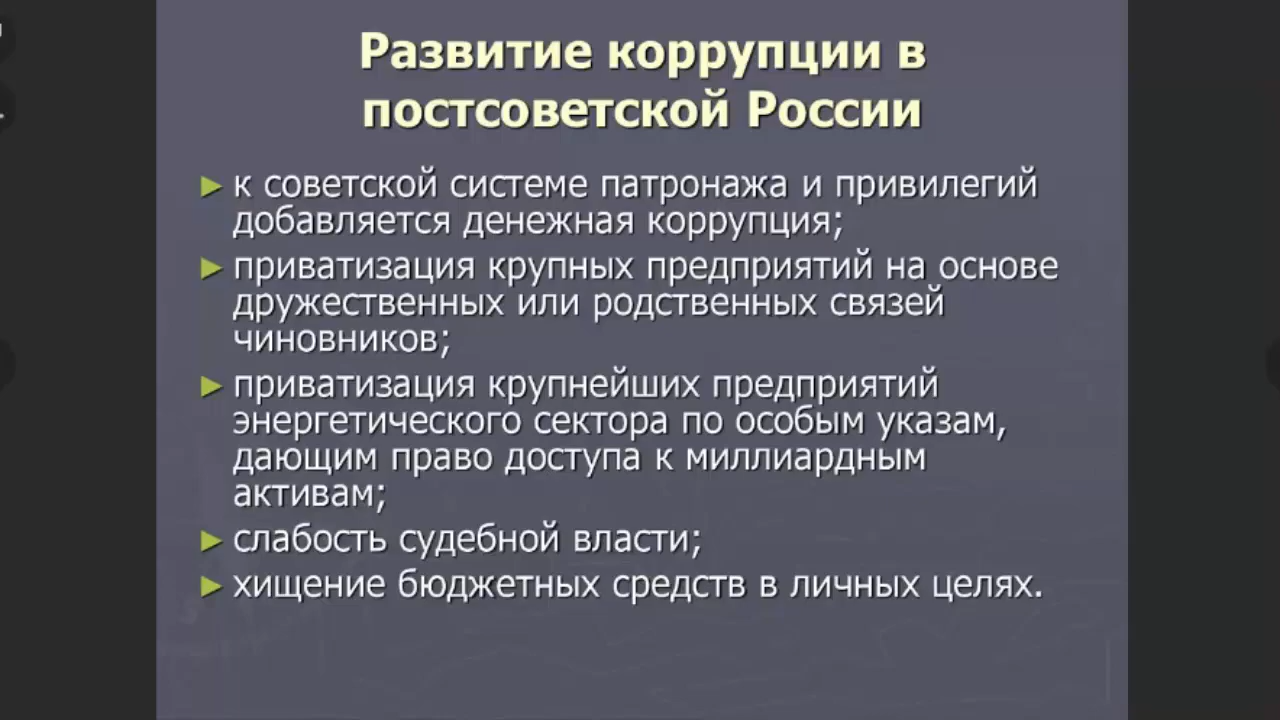 Развитие коррупции в
постсоветской России
► к советской системе патронажа и привилегий
добавляется денежная коррупция;
► приватизация крупных предприятий на основе
дружественных или родственных связей
чиновников;
► приватизация крупнейших предприятий
энергетического сектора по особым указам,
дающим право доступа к миллиардным
активам;
► слабость судебной власти;
► хищение бюджетных средств в личных целях.